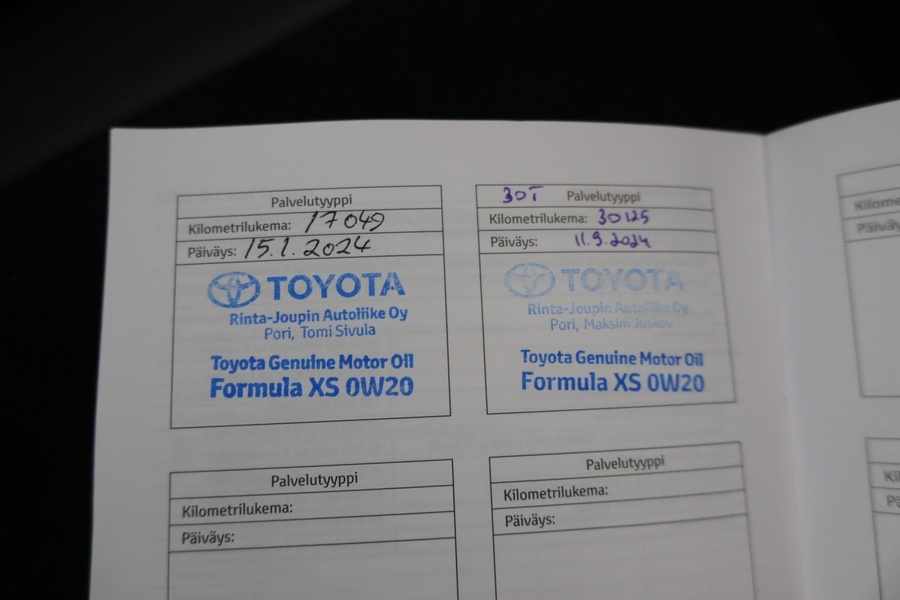 Palvelutyyppi
Kilometrilukema: 17049
Päiväys: 15.1.2024
TOYOTA
Rinta-Joupin Autoliike Oy
Pori, Tomi Sivula
Toyota Genuine Motor Oil
Formula XS 0W20
30T Palvelutyyppi
Kilometrilukema: 30125
Päiväys: 11.9.2024
TOYOTA
Rinta-Joupin Autoliike Oy
Pori, Maksim Juskov
Toyota Genuine Motor Oil
Formula XS 0W20
Palvelutyyppi
Kilometrilukema:
Päiväys:
Palvelutyyppi
Kilometrilukema:
Päiväys: